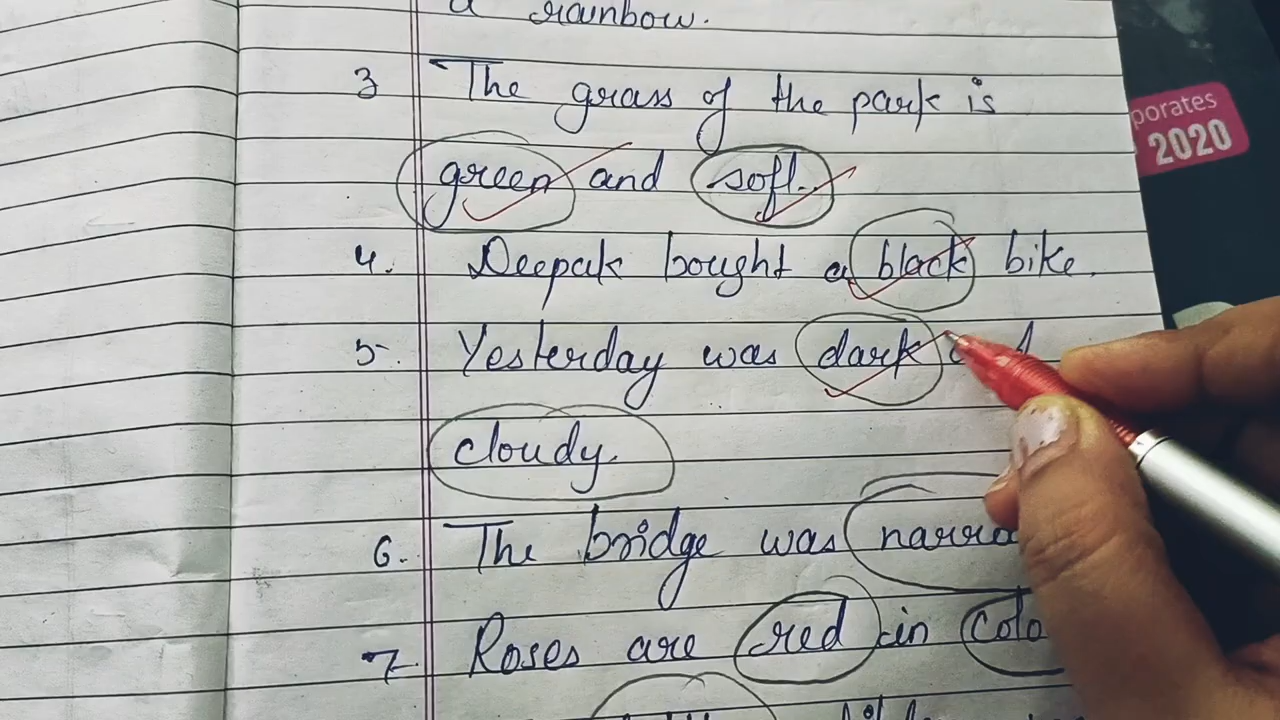 a rainbow.
3 The grass of the park is
green and soft.
4. Deepak bought a black bike.
5. Yesterday was dark
cloudy.
6. The bridge was
7. Roses are red in
porates
2020